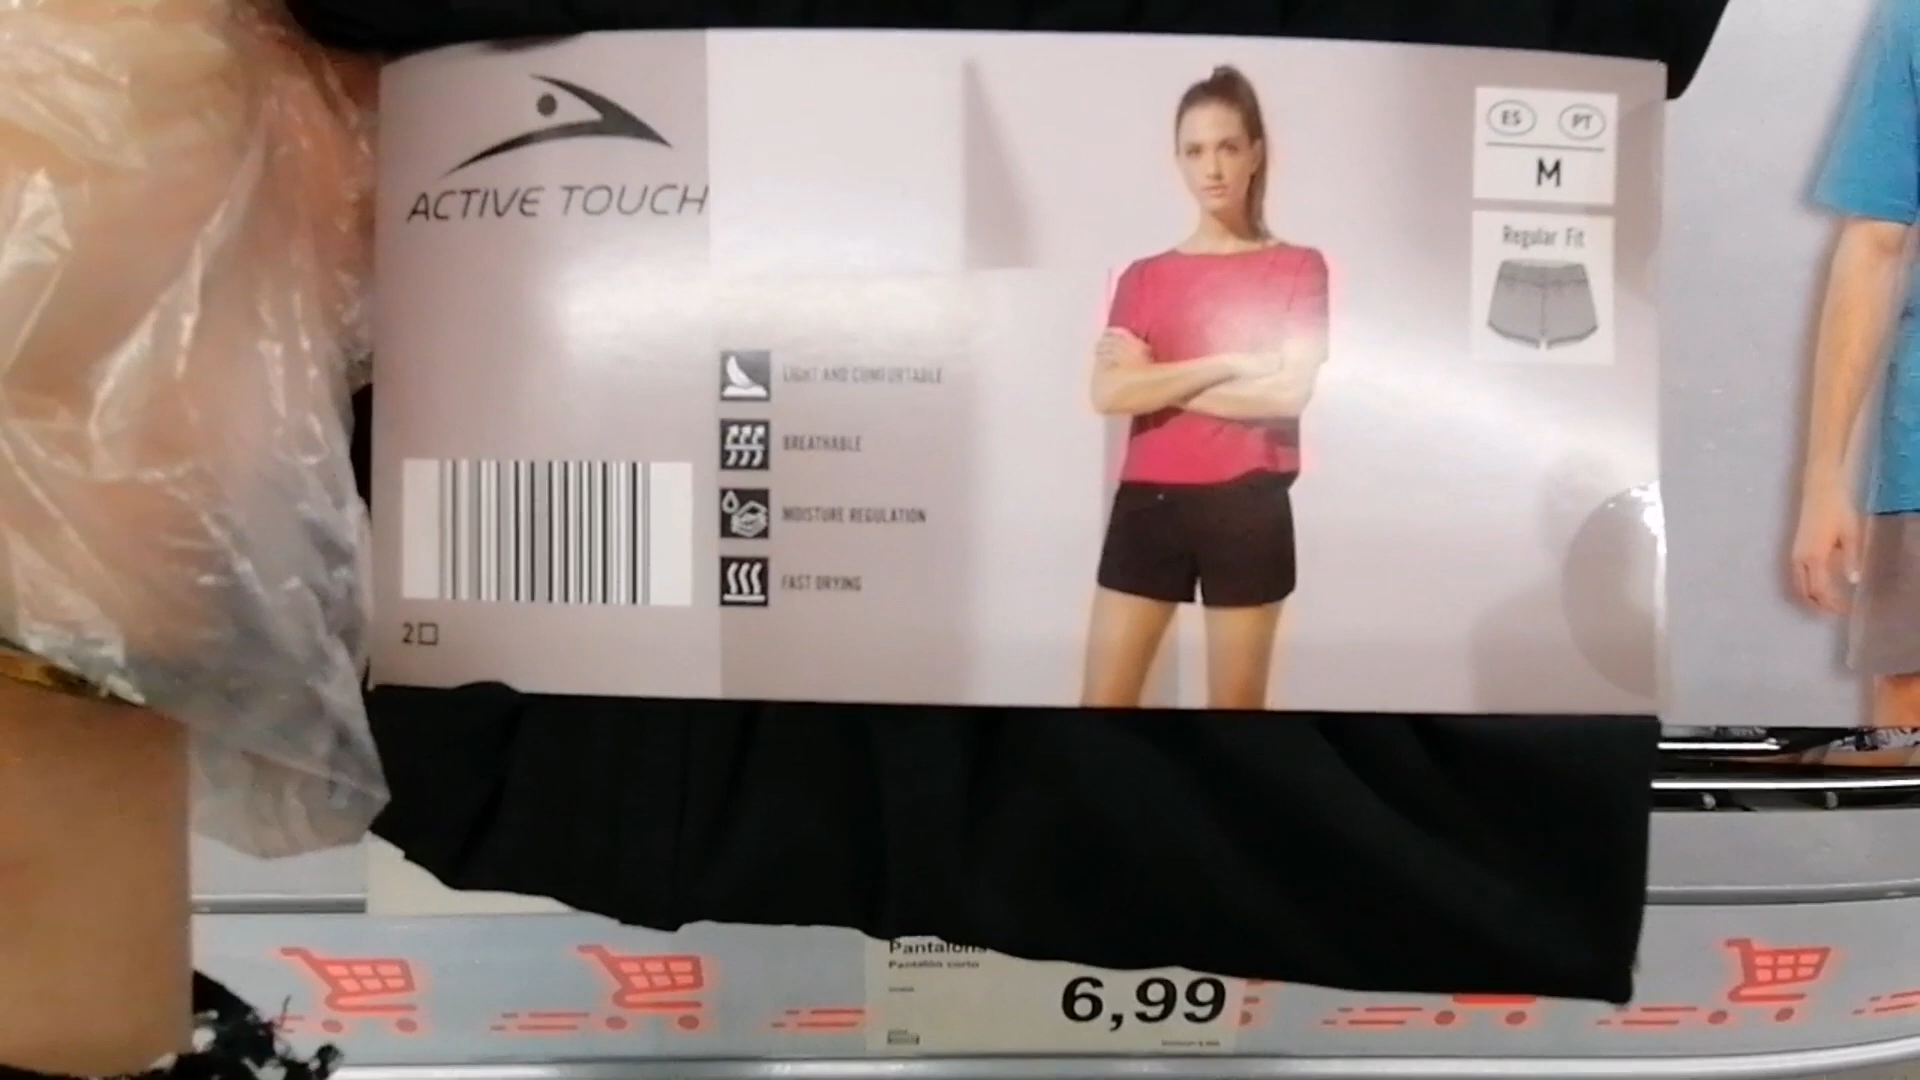 ACTIVE TOUCH
ES PT
M
Regular Fit
LIGHT AND COMFORTABLE
BREATHABLE
MOISTURE REGULATION
FAST DRYING
2
Pantalons
Pantalón corto
6,99